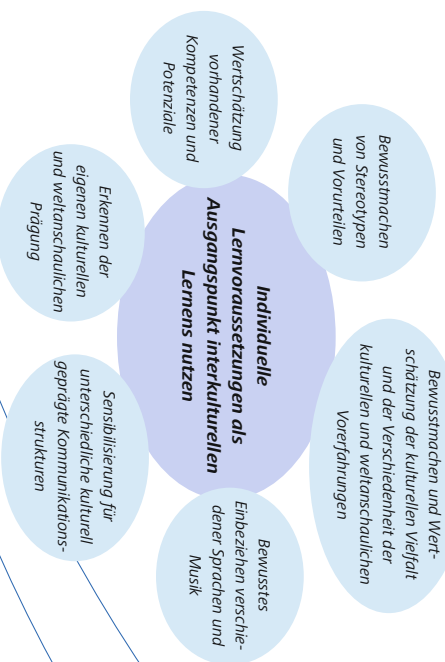 Bewusstmachen
von Stereotypen
und Vorurteilen
Bewusstmachen und Wert-
schätzung der kulturellen Vielfalt
und der Verschiedenheit der
kulturellen und weltanschaulichen
Vorerfahrungen
Wertschätzung
vorhandener
Kompetenzen und
Potenziale
Individuelle
Lernvoraussetzungen als
Ausgangspunkt interkulturellen
Lernens nutzen
Bewusstes
Einbeziehen verschie-
dener Sprachen und
Musik
Erkennen der
eigenen kulturellen
und weltanschaulichen
Prägung
Sensibilisierung für
unterschiedliche kulturell
geprägte Kommunikations-
strukturen